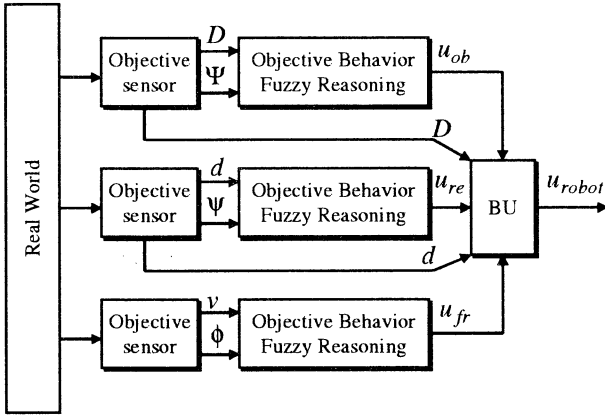 Real World
Objective
sensor
D
Ψ
Objective Behavior
Fuzzy Reasoning
u_ob
D
Objective
sensor
d
ψ
Objective Behavior
Fuzzy Reasoning
u_re
d
BU
u_robot
Objective
sensor
v
ϕ
Objective Behavior
Fuzzy Reasoning
u_fr